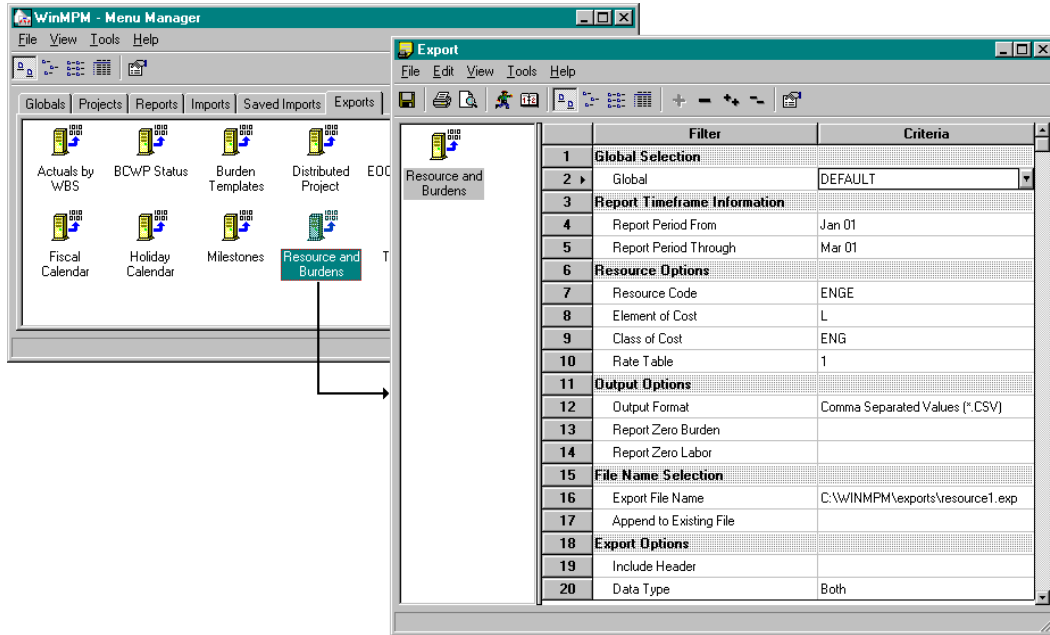 WinMPM - Menu Manager
File View Tools Help
Globals Projects Reports Imports Saved Imports Exports
Actuals by WBS
BCWP Status
Burden Templates
Distributed Project
EOC
Fiscal Calendar
Holiday Calendar
Milestones
Resource and Burdens
T
Export
File Edit View Tools Help
Resource and Burdens
Filter Criteria
1 Global Selection
2 Global DEFAULT
3 Report Timeframe Information
4 Report Period From Jan 01
5 Report Period Through Mar 01
6 Resource Options
7 Resource Code ENGE
8 Element of Cost L
9 Class of Cost ENG
10 Rate Table 1
11 Output Options
12 Output Format Comma Separated Values (*.CSV)
13 Report Zero Burden
14 Report Zero Labor
15 File Name Selection
16 Export File Name C:\WINMPM\exports\resource1.exp
17 Append to Existing File
18 Export Options
19 Include Header
20 Data Type Both